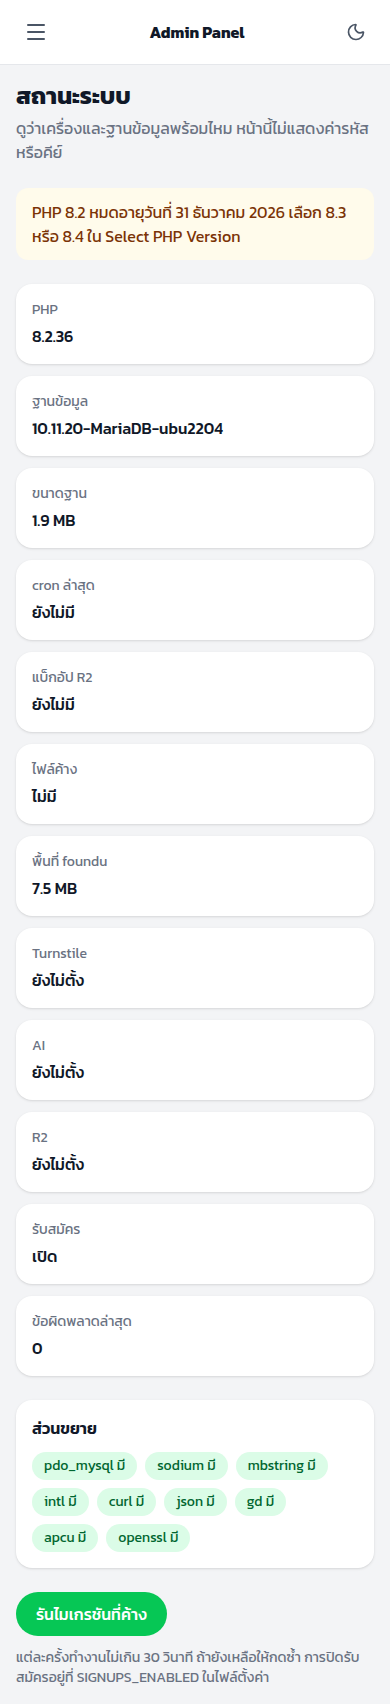 Admin Panel
สถานะระบบ
ดูว่าเครื่องและฐานข้อมูลพร้อมไหม หน้านี้ไม่แสดงค่ารหัส
หรือคีย์
PHP 8.2 หมดอายุวันที่ 31 ธันวาคม 2026 เลือก 8.3
หรือ 8.4 ใน Select PHP Version
PHP
8.2.36
ฐานข้อมูล
10.11.20-MariaDB-ubu2204
ขนาดฐาน
1.9 MB
cron ล่าสุด
ยังไม่มี
แบ็กอัป R2
ยังไม่มี
ไฟล์ค้าง
ไม่มี
พื้นที่ foundu
7.5 MB
Turnstile
ยังไม่ตั้ง
AI
ยังไม่ตั้ง
R2
ยังไม่ตั้ง
รับสมัคร
เปิด
ข้อผิดพลาดล่าสุด
0
ส่วนขยาย
pdo_mysql มี sodium มี mbstring มี
intl มี curl มี json มี gd มี
apcu มี openssl มี
รันไมเกรชันที่ค้าง
แต่ละครั้งทำงานไม่เกิน 30 วินาที ถ้ายังเหลือให้กดซ้ำ การปิดรับ
สมัครอยู่ที่ SIGNUPS_ENABLED ในไฟล์ตั้งค่า